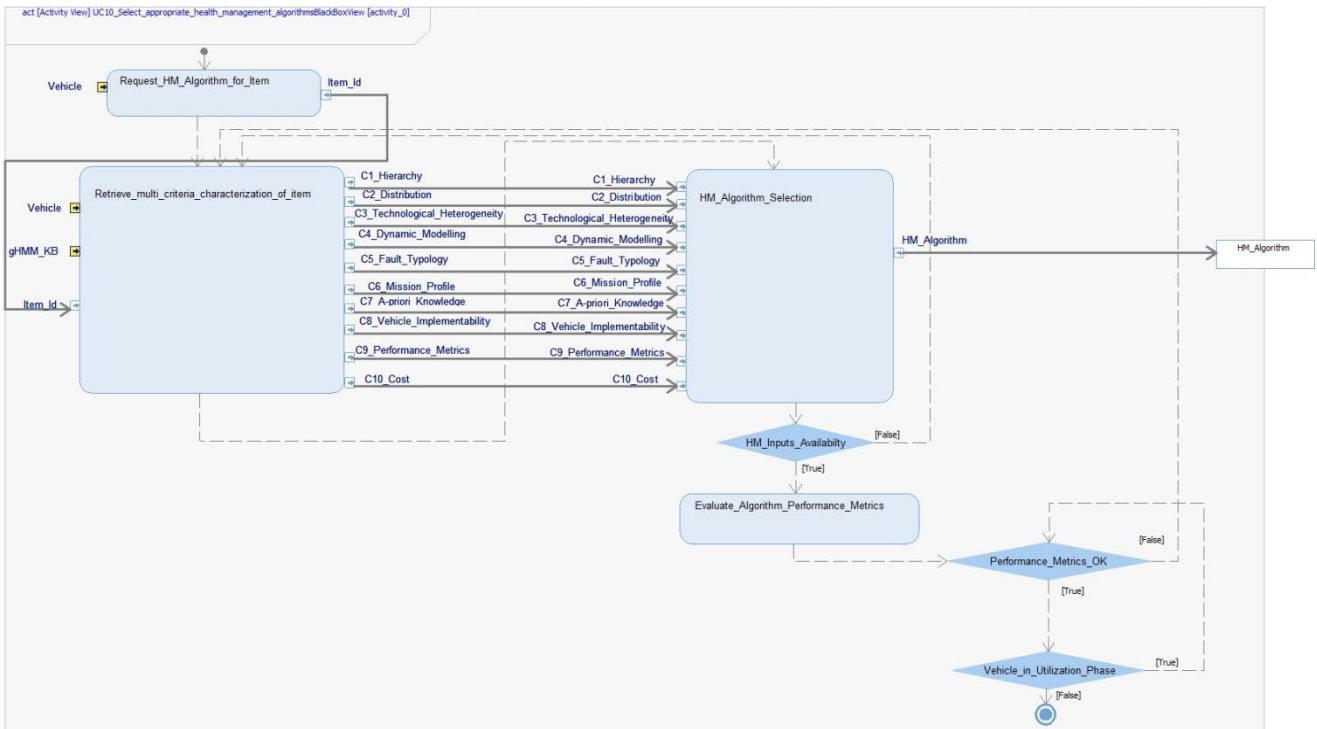 act [Activity View] UC10_Select_appropriate_health_management_algorithmsBlackBoxView [activity_0]
Request_HM_Algorithm_for_Item
Vehicle
Item_Id
Retrieve_multi_criteria_characterization_of_item
Vehicle
gHMM_KB
Item_Id
C1_Hierarchy
C2_Distribution
C3_Technological_Heterogeneity
C4_Dynamic_Modelling
C5_Fault_Typology
C6_Mission_Profile
C7_A-priori_Knowledge
C8_Vehicle_Implementability
C9_Performance_Metrics
C10_Cost
C1_Hierarchy
C2_Distribution
C3_Technological_Heterogeneity
C4_Dynamic_Modelling
C5_Fault_Typology
C6_Mission_Profile
C7_A-priori_Knowledge
C8_Vehicle_Implementability
C9_Performance_Metrics
C10_Cost
HM_Algorithm_Selection
HM_Algorithm
HM_Algorithm
HM_Inputs_Availabilty
[False]
[True]
Evaluate_Algorithm_Performance_Metrics
Performance_Metrics_OK
[False]
[True]
Vehicle_in_Utilization_Phase
[True]
[False]